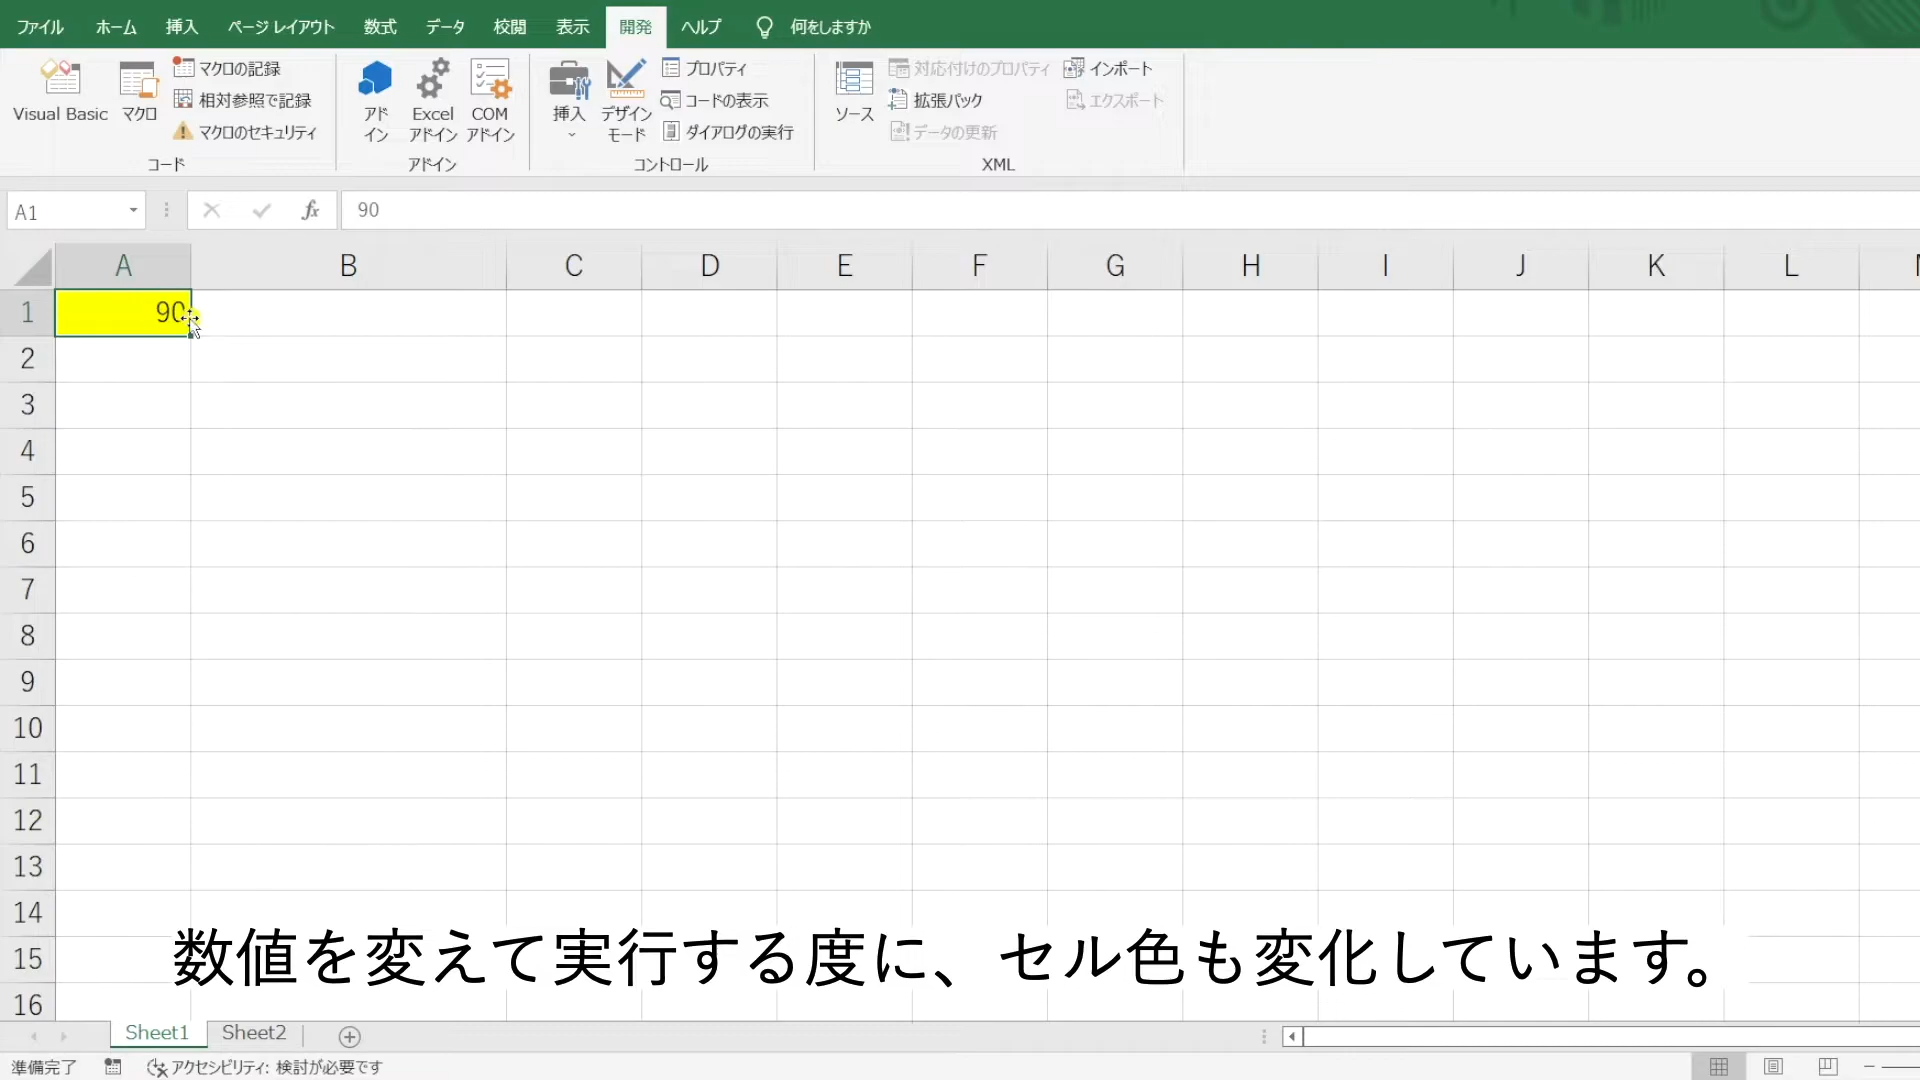 ファイル ホーム 挿入 ページ レイアウト 数式 データ 校閲 表示 開発 ヘルプ 何をしますか
Visual Basic
マクロ
マクロの記録
相対参照で記録
マクロのセキュリティ
コード
アド
イン
Excel
アドイン
COM
アドイン
アドイン
挿入
デザイン
モード
プロパティ
コードの表示
ダイアログの実行
コントロール
ソース
対応付けのプロパティ
拡張パック
データの更新
インポート
エクスポート
XML
A1 fx 90
A B C D E F G H I J K L
1 90
2
3
4
5
6
7
8
9
10
11
12
13
14
15
16
数値を変えて実行する度に、セル色も変化しています。
Sheet1 Sheet2
準備完了 アクセシビリティ: 検討が必要です